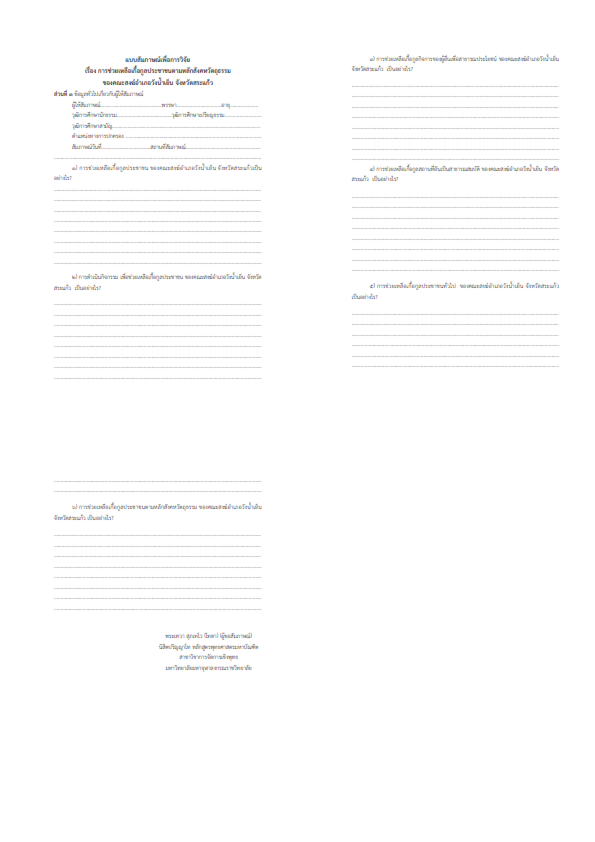 แบบสัมภาษณ์เพื่อการวิจัย
เรื่อง การช่วยเหลือเกื้อกูลประชาชนตามหลักสังคหวัตถุธรรม
ของคณะสงฆ์อำเภอวังน้ำเย็น จังหวัดสระแก้ว
ส่วนที่ ๑ ข้อมูลทั่วไปเกี่ยวกับผู้ให้สัมภาษณ์
ผู้ให้สัมภาษณ์.......................................พรรษา.............................อายุ...................
วุฒิการศึกษานักธรรม...................................วุฒิการศึกษาเปรียญธรรม........................
วุฒิการศึกษาสามัญ...............................................................................................
ตำแหน่งทางการปกครอง .......................................................................................
สัมภาษณ์วันที่................................สถานที่สัมภาษณ์................................................
๑) การช่วยเหลือเกื้อกูลประชาชน ของคณะสงฆ์อำเภอวังน้ำเย็น จังหวัดสระแก้วเป็น
อย่างไร?
๒) การดำเนินกิจกรรม เพื่อช่วยเหลือเกื้อกูลประชาชน ของคณะสงฆ์อำเภอวังน้ำเย็น จังหวัด
สระแก้ว เป็นอย่างไร?
๓) การช่วยเหลือเกื้อกูลกิจการของผู้อื่นเพื่อสาธารณประโยชน์ ของคณะสงฆ์อำเภอวังน้ำเย็น
จังหวัดสระแก้ว เป็นอย่างไร?
๔) การช่วยเหลือเกื้อกูลสถานที่อันเป็นสาธารณสมบัติ ของคณะสงฆ์อำเภอวังน้ำเย็น จังหวัด
สระแก้ว เป็นอย่างไร?
๕) การช่วยเหลือเกื้อกูลประชาชนทั่วไป ของคณะสงฆ์อำเภอวังน้ำเย็น จังหวัดสระแก้ว
เป็นอย่างไร?
๖) การช่วยเหลือเกื้อกูลประชาชนตามหลักสังคหวัตถุธรรม ของคณะสงฆ์อำเภอวังน้ำเย็น
จังหวัดสระแก้ว เป็นอย่างไร?
(ผู้ขอสัมภาษณ์)
นิสิตปริญญาโท หลักสูตรพุทธศาสตรมหาบัณฑิต
สาขาวิชาการจัดการเชิงพุทธ
มหาวิทยาลัยมหาจุฬาลงกรณราชวิทยาลัย